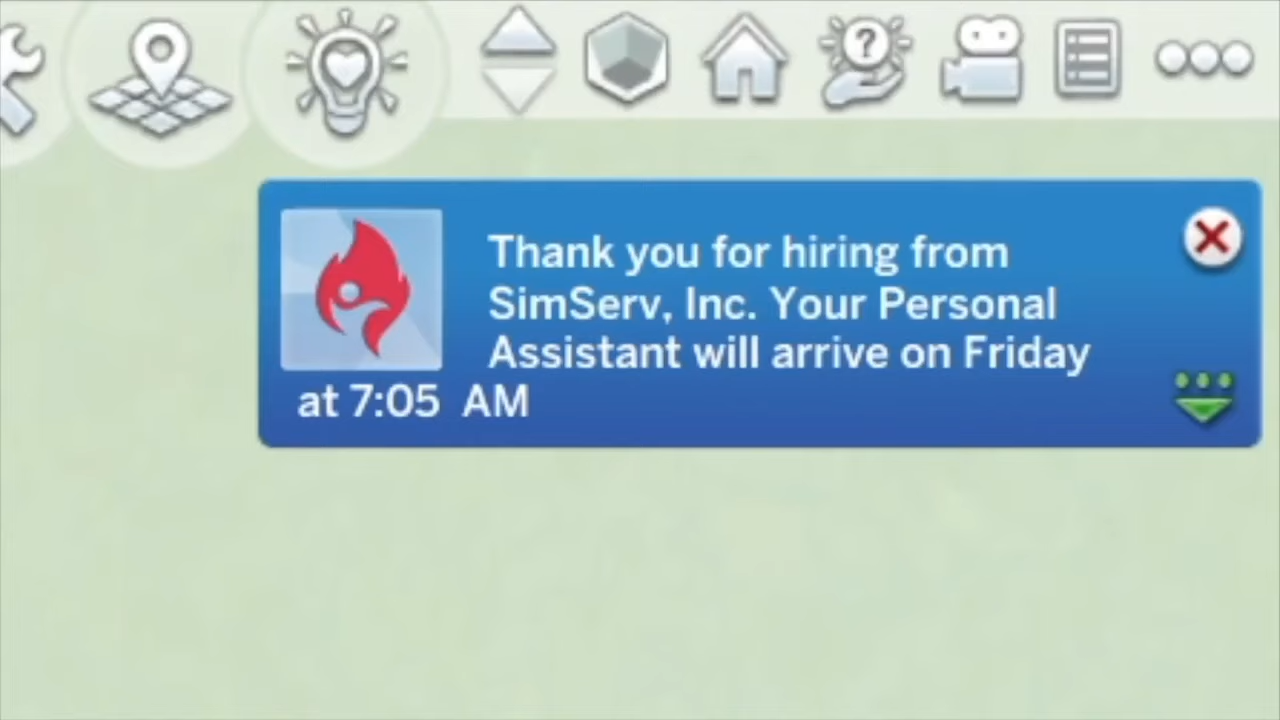 Thank you for hiring from
SimServ, Inc. Your Personal
Assistant will arrive on Friday
at 7:05 AM
?